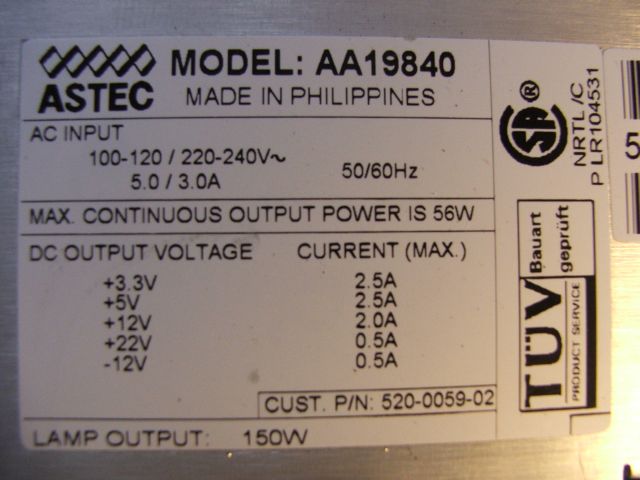 ASTEC
MODEL: AA19840
MADE IN PHILIPPINES
AC INPUT
100-120 / 220-240V~ 50/60Hz
5.0 / 3.0A
MAX. CONTINUOUS OUTPUT POWER IS 56W
DC OUTPUT VOLTAGE CURRENT (MAX.)
+3.3V 2.5A
+5V 2.5A
+12V 2.0A
+22V 0.5A
-12V 0.5A
CUST. P/N: 520-0059-02
LAMP OUTPUT: 150W
SA ®
NRTL /C
P LR104531
TÜV
Bauart
geprüft
PRODUCT SERVICE
5